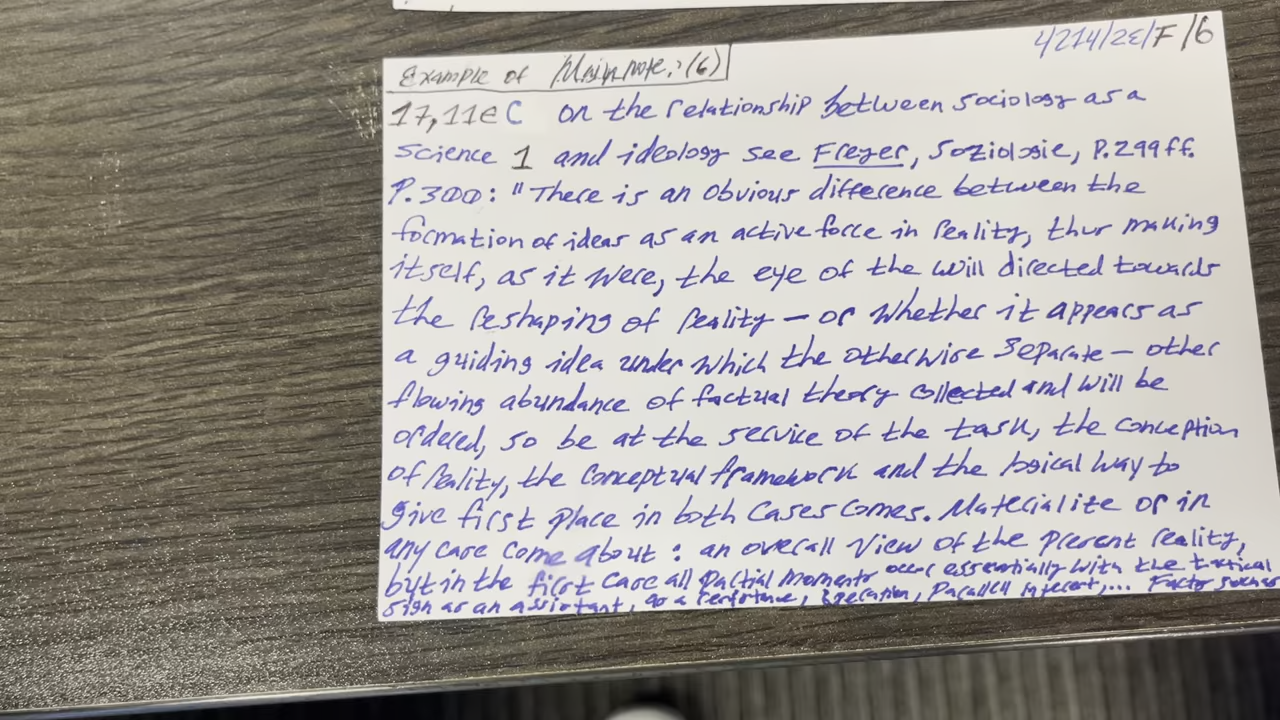 4214/2E/F/6
Example of Main note: (6)
17,11e C on the relationship between sociology as a
science 1 and ideology see Freyer, Soziologie, P.299ff.
P.300: "There is an obvious difference between the
formation of ideas as an active force in reality, thus making
itself, as it were, the eye of the will directed towards
the reshaping of reality — or whether it appears as
a guiding idea under which the otherwise separate — other
flowing abundance of factual theory collected and will be
ordered, so be at the service of the task, the conception
of reality, the conceptual framework and the logical way to
give first place in both cases comes. Materialize or in
any case come about: an overall view of the present reality,
but in the first case all partial moments occur essentially with the tactical
sign as an assistant, as a resistance, operation, parallel interest,... Factor